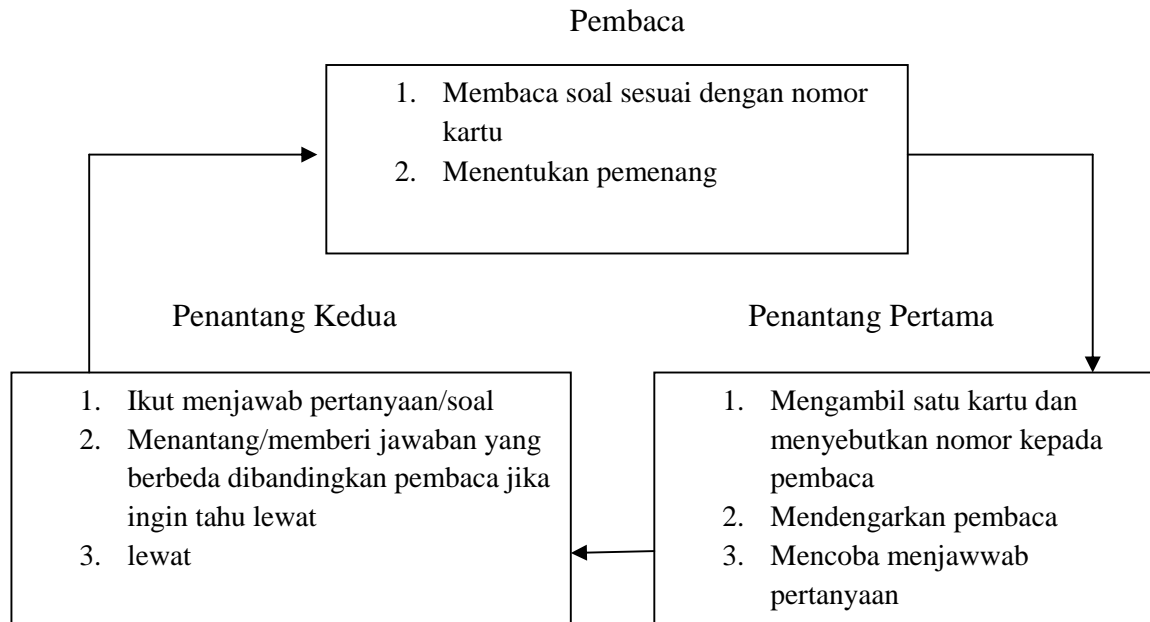 Pembaca
1. Membaca soal sesuai dengan nomor
kartu
2. Menentukan pemenang
Penantang Kedua
1. Ikut menjawab pertanyaan/soal
2. Menantang/memberi jawaban yang
berbeda dibandingkan pembaca jika
ingin tahu lewat
3. lewat
Penantang Pertama
1. Mengambil satu kartu dan
menyebutkan nomor kepada
pembaca
2. Mendengarkan pembaca
3. Mencoba menjawwab
pertanyaan